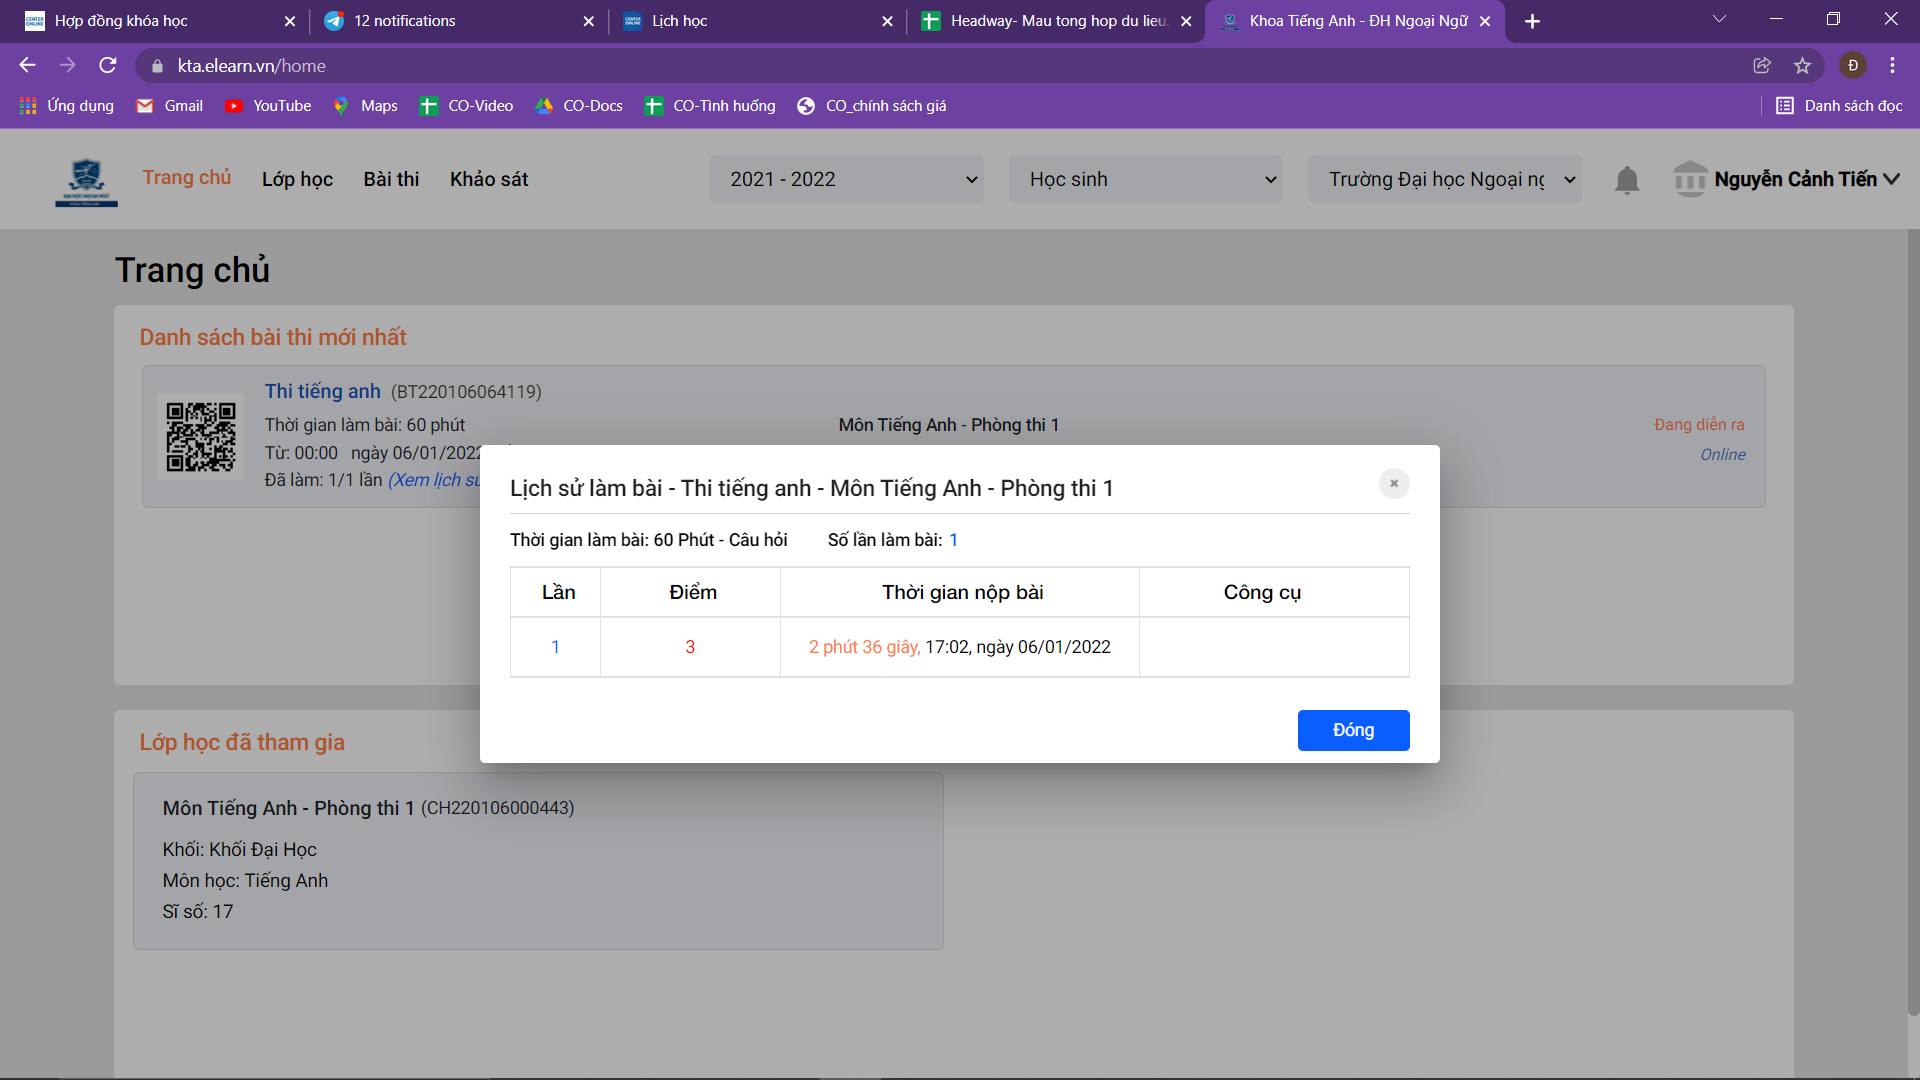 Hợp đồng khóa học
12 notifications
Lịch học
Headway- Mau tong hop du lieu
Khoa Tiếng Anh - ĐH Ngoại Ngữ
kta.elearn.vn/home
Đ
Ứng dụng
Gmail
YouTube
Maps
CO-Video
CO-Docs
CO-Tình huống
CO_chính sách giá
Danh sách đọc
Trang chủ
Lớp học
Bài thi
Khảo sát
2021 - 2022
Học sinh
Trường Đại học Ngoại ng
Nguyễn Cảnh Tiến
Trang chủ
Danh sách bài thi mới nhất
Thi tiếng anh (BT220106064119)
Thời gian làm bài: 60 phút
Môn Tiếng Anh - Phòng thi 1
Đang diễn ra
Từ: 00:00 ngày 06/01/2022
Online
Đã làm: 1/1 lần (Xem lịch sử
Lịch sử làm bài - Thi tiếng anh - Môn Tiếng Anh - Phòng thi 1
Thời gian làm bài: 60 Phút - Câu hỏi Số lần làm bài: 1
Lần Điểm Thời gian nộp bài Công cụ
1 3 2 phút 36 giây, 17:02, ngày 06/01/2022
Đóng
Lớp học đã tham gia
Môn Tiếng Anh - Phòng thi 1 (CH220106000443)
Khối: Khối Đại Học
Môn học: Tiếng Anh
Sĩ số: 17